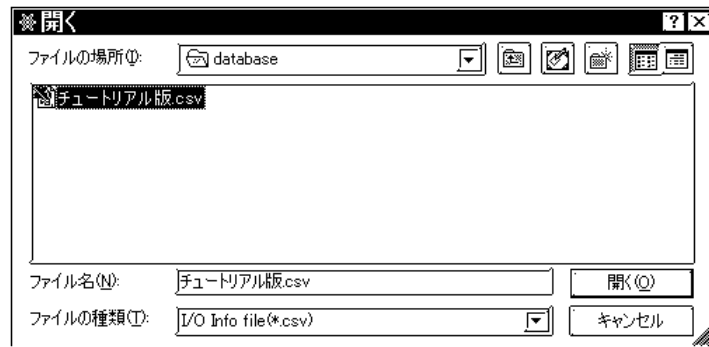 開く
ファイルの場所(I): database
チュートリアル版.csv
ファイル名(N): チュートリアル版.csv 開く(O)
ファイルの種類(T): I/O Info file(*.csv) キャンセル